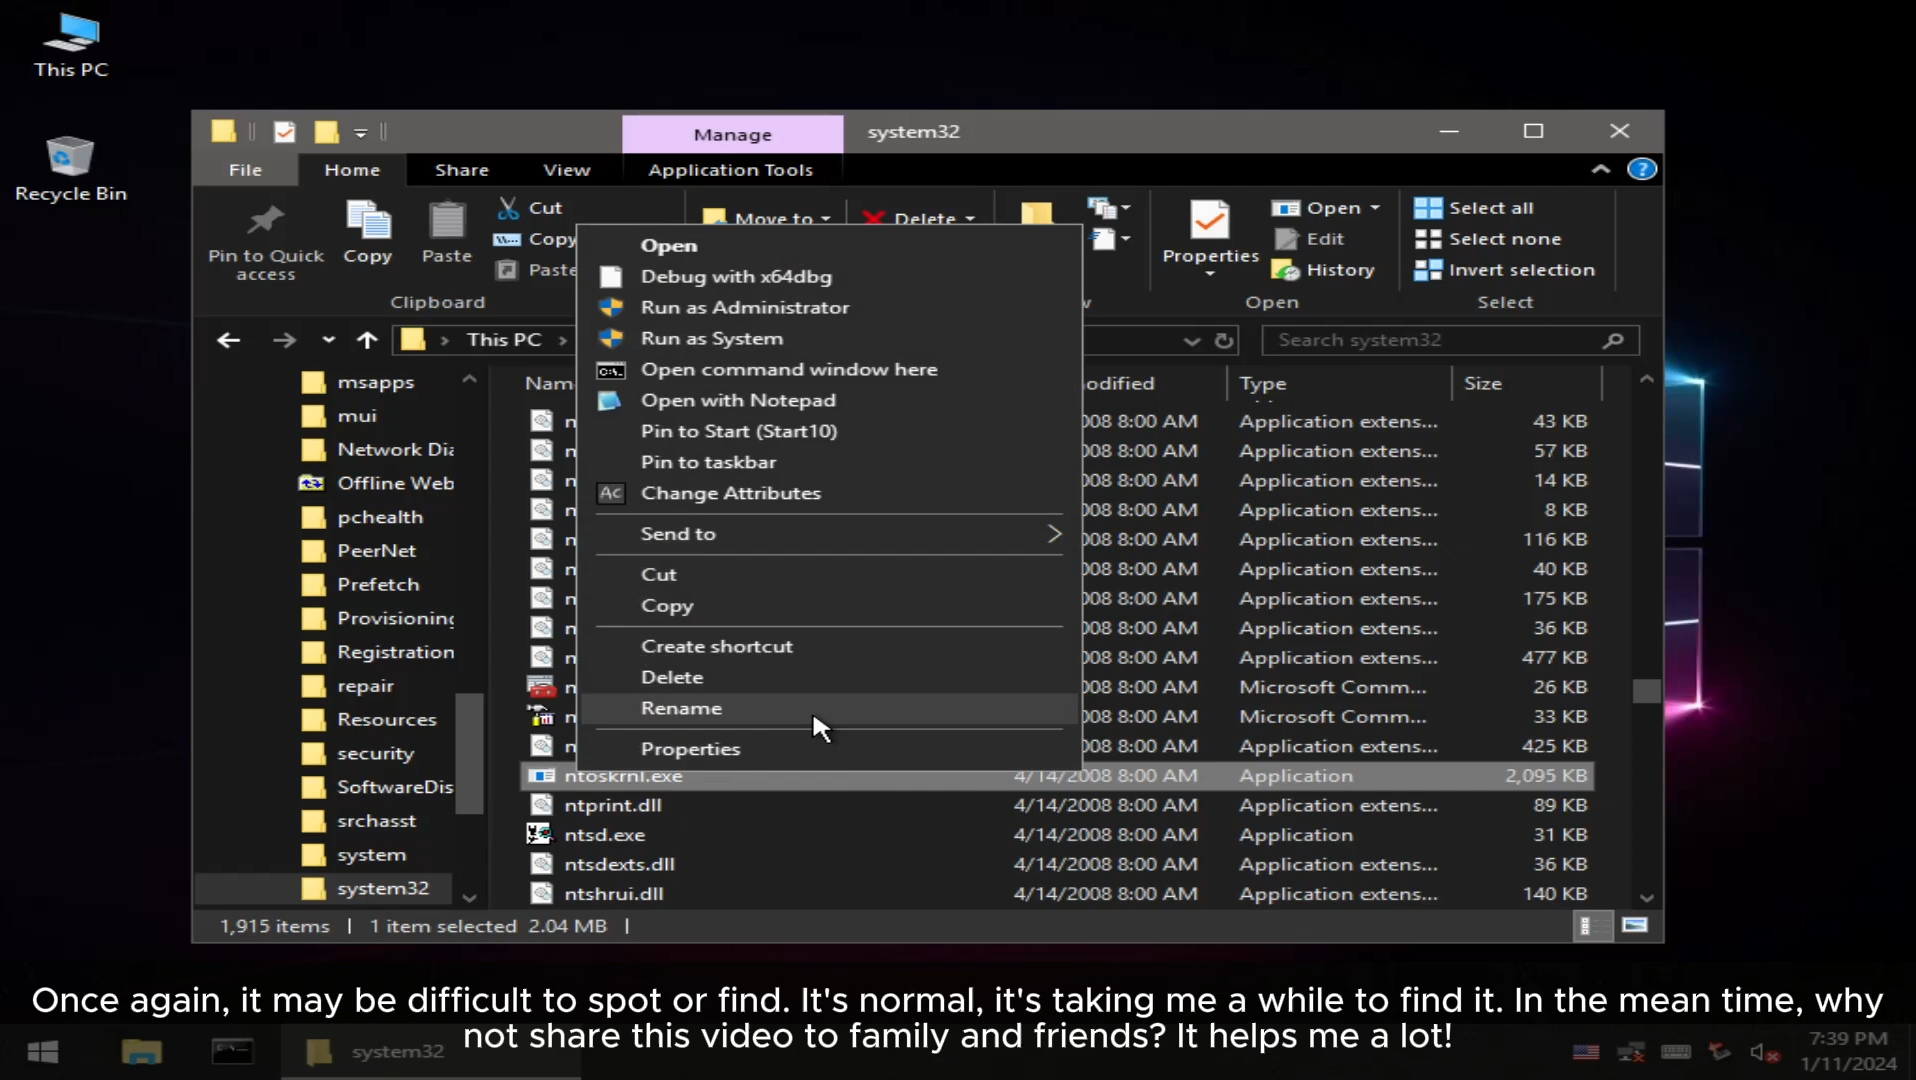 This PC
Recycle Bin
Manage
system32
File
Home
Share
View
Application Tools
Pin to Quick access
Copy
Paste
Cut
Copy
Paste
Clipboard
Move to
Delete
Properties
Open
Edit
History
Open
Select all
Select none
Invert selection
Select
This PC
Search system32
Open
Debug with x64dbg
Run as Administrator
Run as System
Open command window here
Open with Notepad
Pin to Start (Start10)
Pin to taskbar
Ac Change Attributes
Send to
Cut
Copy
Create shortcut
Delete
Rename
Properties
msapps
mui
Network Dia
Offline Web
pchealth
PeerNet
Prefetch
Provisioning
Registration
repair
Resources
security
SoftwareDis
srchasst
system
system32
Nam odified Type Size
008 8:00 AM Application extens... 43 KB
008 8:00 AM Application extens... 57 KB
008 8:00 AM Application extens... 14 KB
008 8:00 AM Application extens... 8 KB
008 8:00 AM Application extens... 116 KB
008 8:00 AM Application extens... 40 KB
008 8:00 AM Application extens... 175 KB
008 8:00 AM Application extens... 36 KB
008 8:00 AM Application extens... 477 KB
008 8:00 AM Microsoft Comm... 26 KB
008 8:00 AM Microsoft Comm... 33 KB
008 8:00 AM Application extens... 425 KB
ntoskrnl.exe 4/14/2008 8:00 AM Application 2,095 KB
ntprint.dll 4/14/2008 8:00 AM Application extens... 89 KB
ntsd.exe 4/14/2008 8:00 AM Application 31 KB
ntsdexts.dll 4/14/2008 8:00 AM Application extens... 36 KB
ntshrui.dll 4/14/2008 8:00 AM Application extens... 140 KB
1,915 items 1 item selected 2.04 MB
Once again, it may be difficult to spot or find. It's normal, it's taking me a while to find it. In the mean time, why
not share this video to family and friends? It helps me a lot!
system32
7:39 PM
1/11/2024